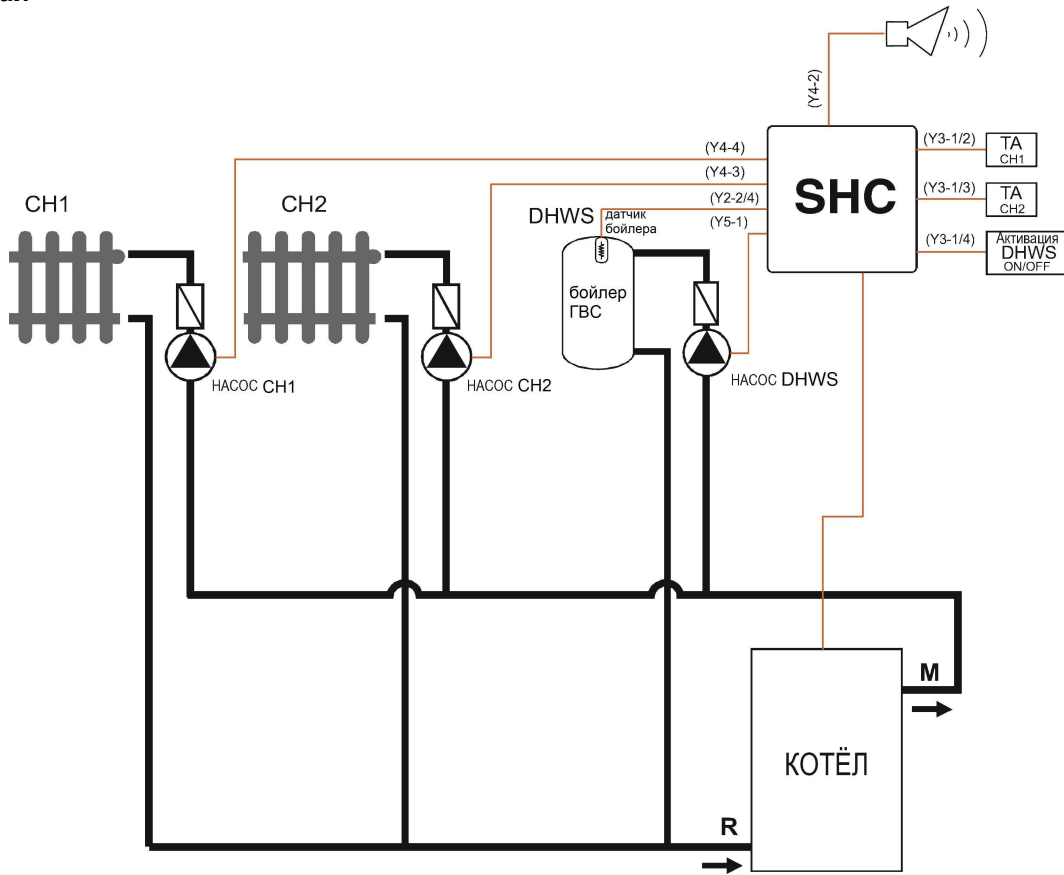 (Y4-2)
(Y4-4)
(Y4-3)
(Y2-2/4)
(Y5-1)
SHC
(Y3-1/2)
TA
CH1
(Y3-1/3)
TA
CH2
(Y3-1/4)
Активация
DHWS
ON/OFF
CH1
CH2
DHWS
датчик
бойлера
бойлер
ГВС
НАСОС CH1
НАСОС CH2
НАСОС DHWS
M
КОТЁЛ
R